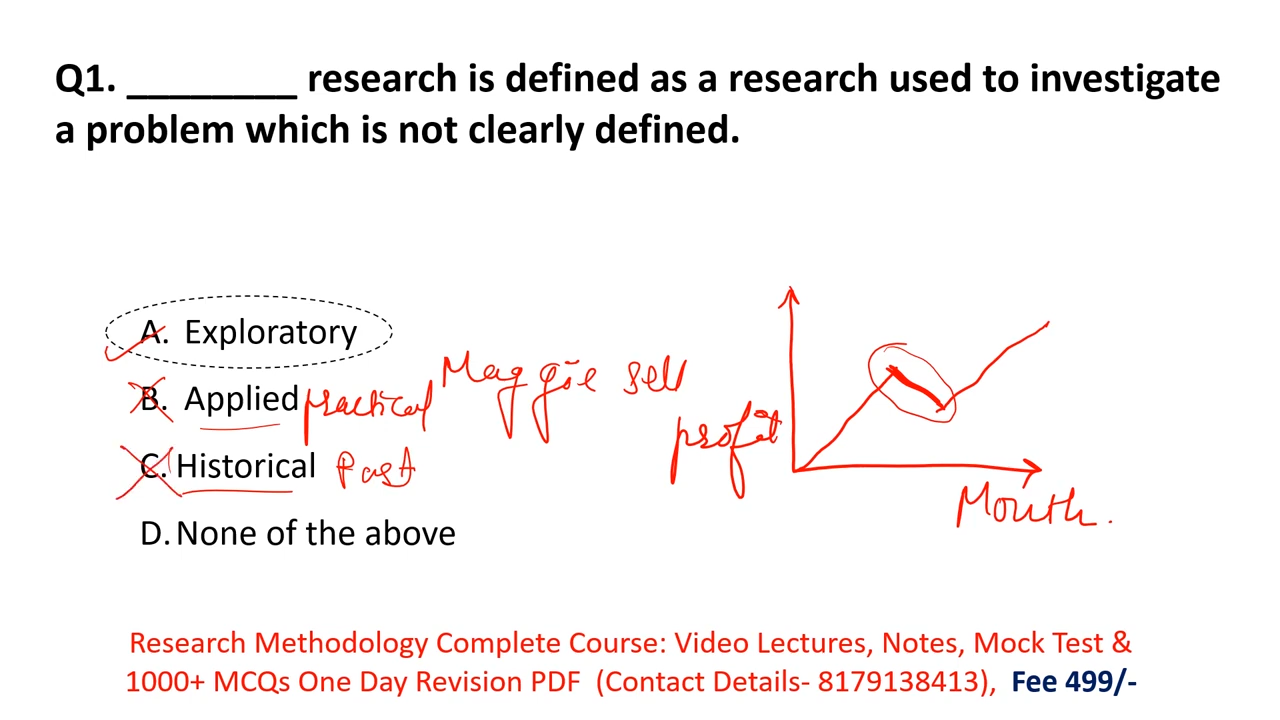 Q1. ________ research is defined as a research used to investigate
a problem which is not clearly defined.
A. Exploratory
B. Applied practical
Maggie sell
C. Historical Past
profit
Month.
D. None of the above
Research Methodology Complete Course: Video Lectures, Notes, Mock Test &
1000+ MCQs One Day Revision PDF (Contact Details- 8179138413), Fee 499/-